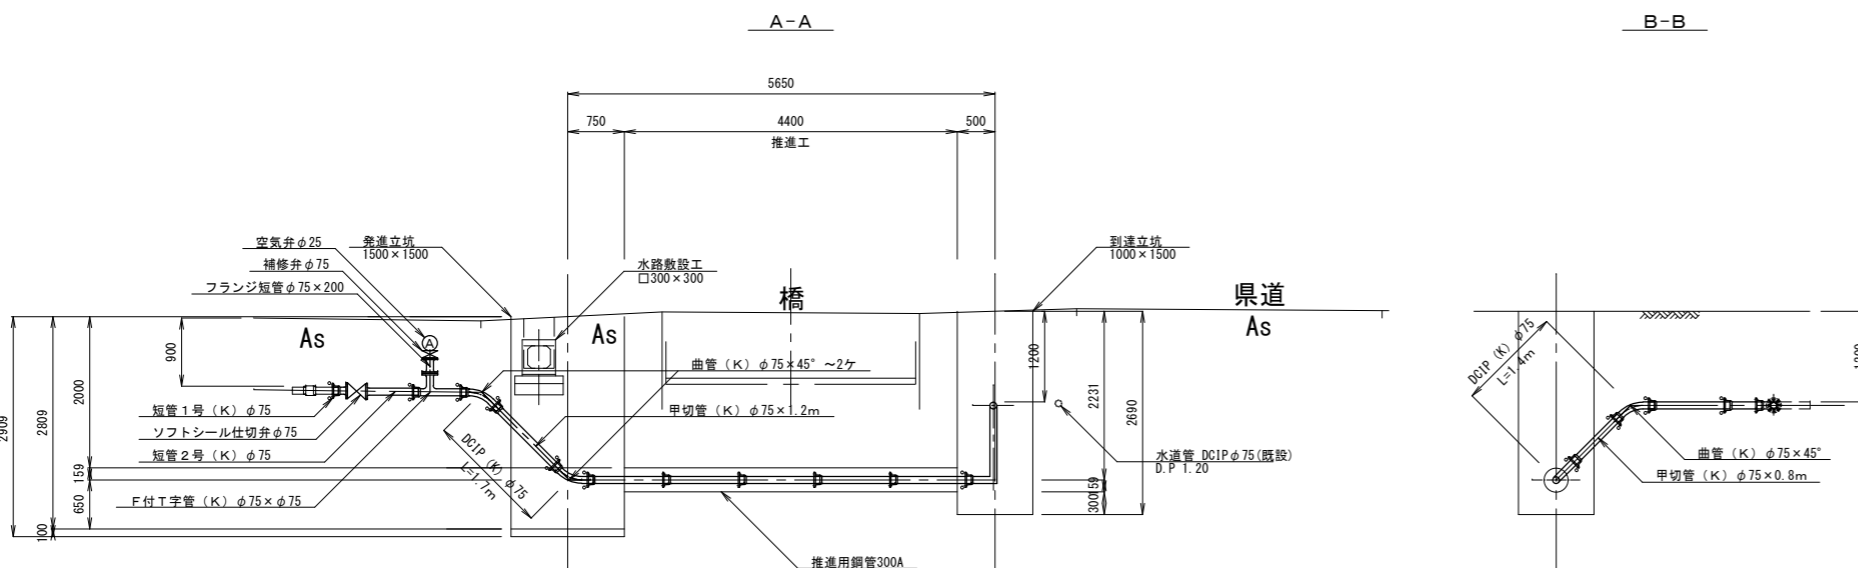 A-A
B-B
5650
750
4400
500
推進工
空気弁φ25
補修弁φ75
フランジ短管φ75×200
発進立坑
1500×1500
水路敷設工
□300×300
橋
到達立坑
1000×1500
県道
As
As
As
A
900
2000
2809
2909
159
650
100
短管1号(K)φ75
ソフトシール仕切弁φ75
短管2号(K)φ75
F付T字管(K)φ75×φ75
DCIP(K)φ75
L=1.7m
曲管(K)φ75×45°~2ケ
甲切管(K)φ75×1.2m
推進用鋼管300A
1200
2231
2690
159
300
水道管 DCIPφ75(既設)
D.P 1.20
DCIP(K)φ75
L=1.4m
曲管(K)φ75×45°
甲切管(K)φ75×0.8m